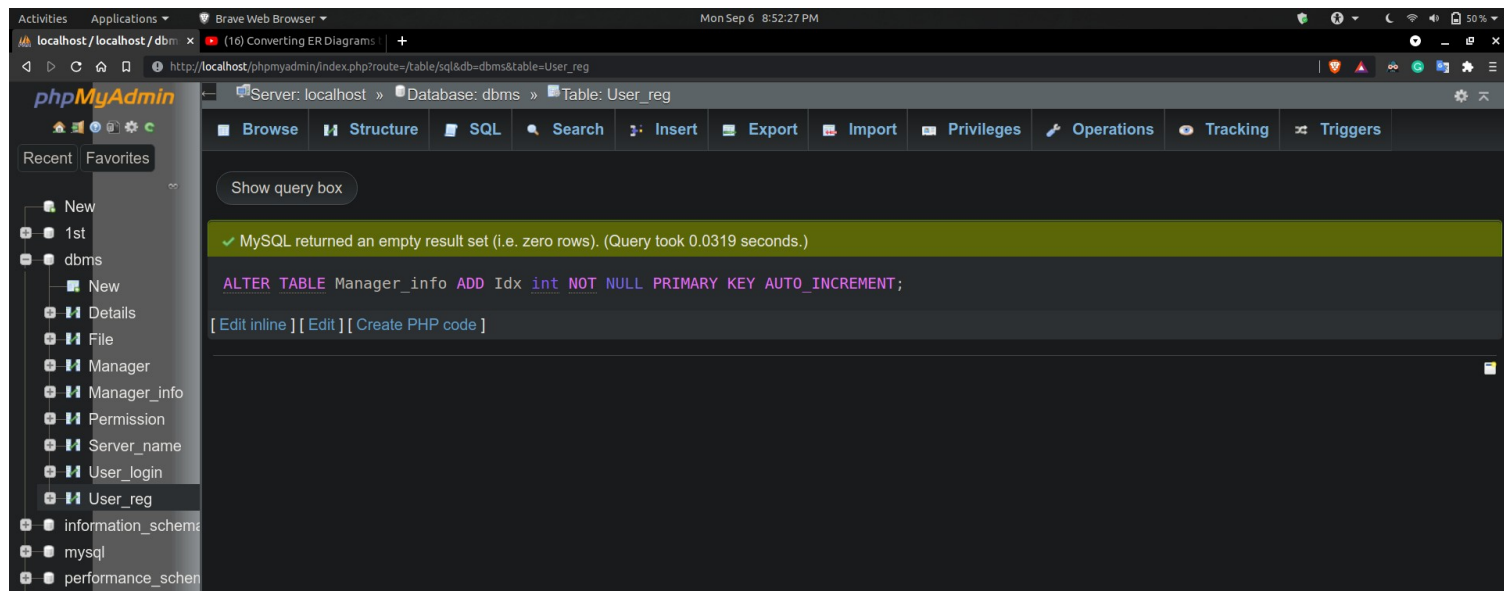 Activities Applications Brave Web Browser Mon Sep 6 8:52:27 PM 50 %
localhost / localhost / dbm (16) Converting ER Diagrams
http://localhost/phpmyadmin/index.php?route=/table/sql&db=dbms&table=User_reg
phpMyAdmin
Server: localhost » Database: dbms » Table: User_reg
Browse Structure SQL Search Insert Export Import Privileges Operations Tracking Triggers
Recent Favorites
Show query box
New
1st
dbms
New
Details
File
Manager
Manager_info
Permission
Server_name
User_login
User_reg
information_schema
mysql
performance_schem
MySQL returned an empty result set (i.e. zero rows). (Query took 0.0319 seconds.)
ALTER TABLE Manager_info ADD Idx int NOT NULL PRIMARY KEY AUTO_INCREMENT;
[ Edit inline ] [ Edit ] [ Create PHP code ]